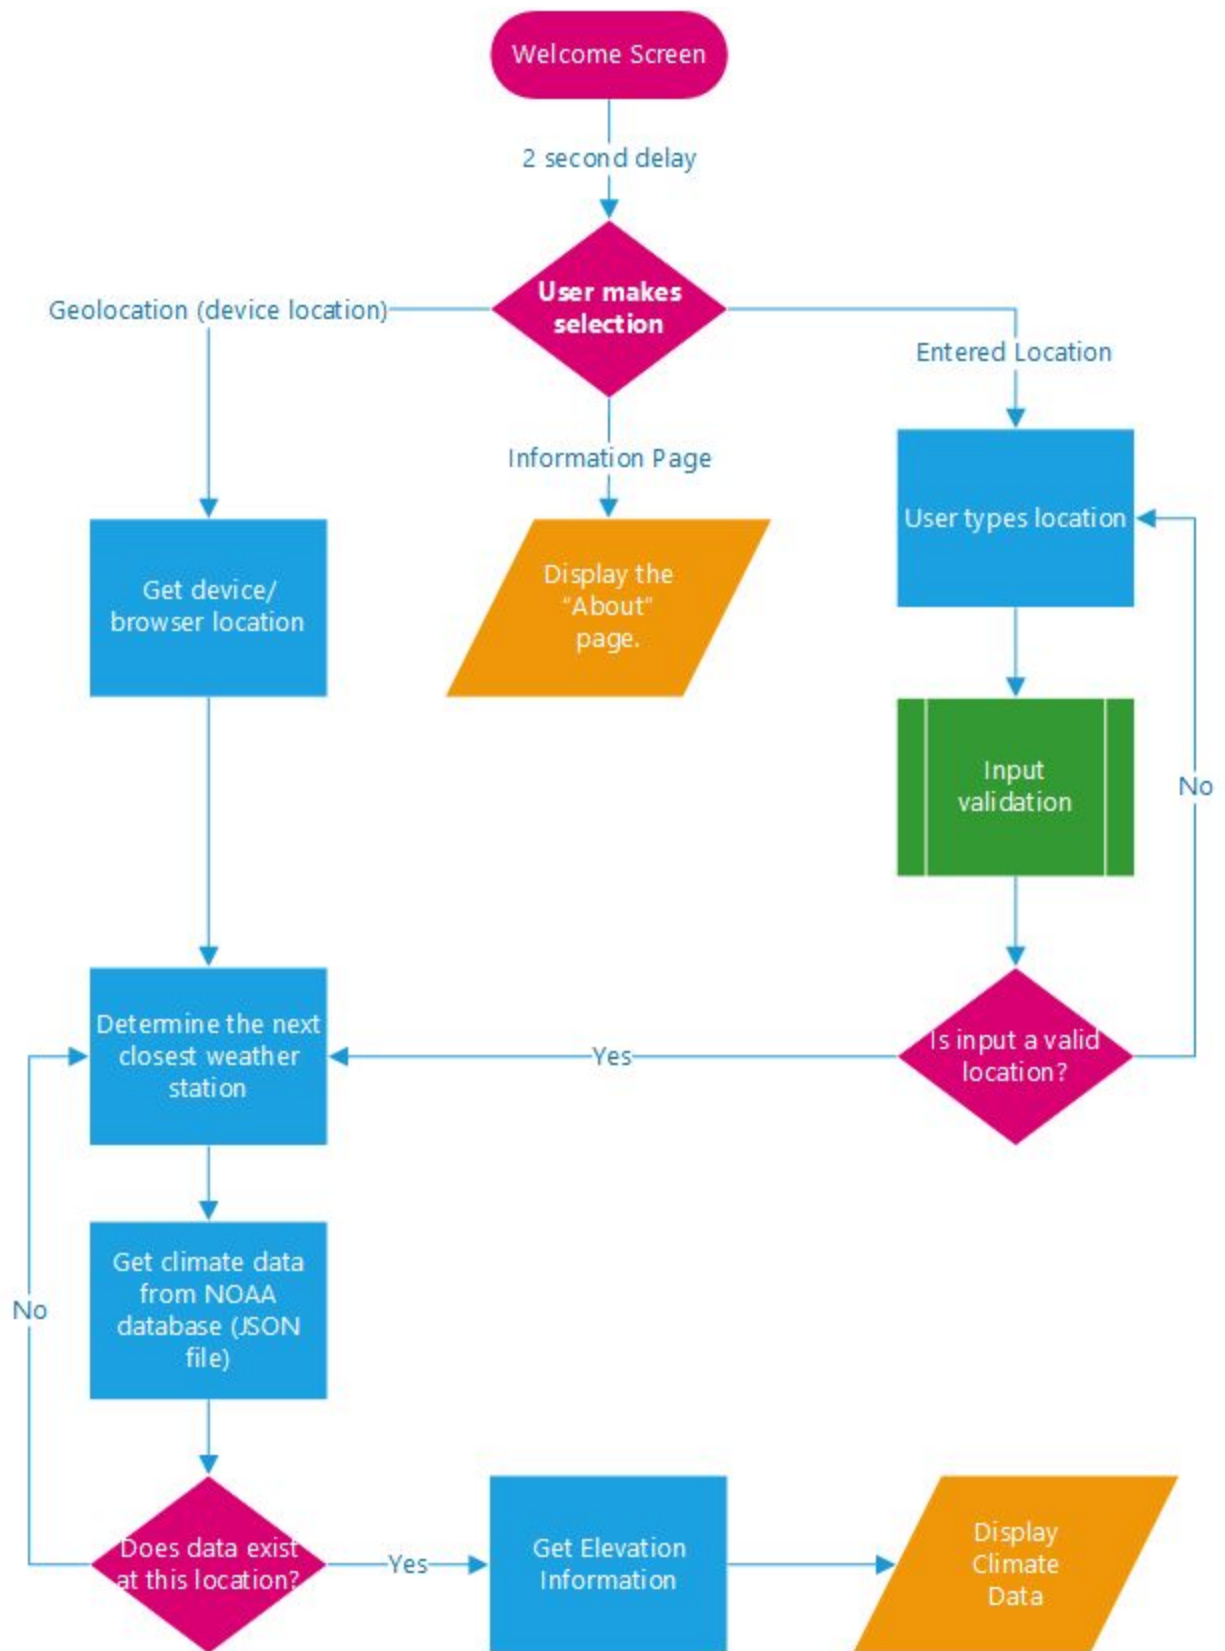 Welcome Screen
2 second delay
User makes
selection
Geolocation (device location)
Entered Location
Information Page
User types location
Get device/
browser location
Display the
"About"
page.
Input
validation
No
Determine the next
closest weather
station
Yes
Is input a valid
location?
Get climate data
from NOAA
database (JSON
file)
No
Does data exist
at this location?
Yes
Get Elevation
Information
Display
Climate
Data